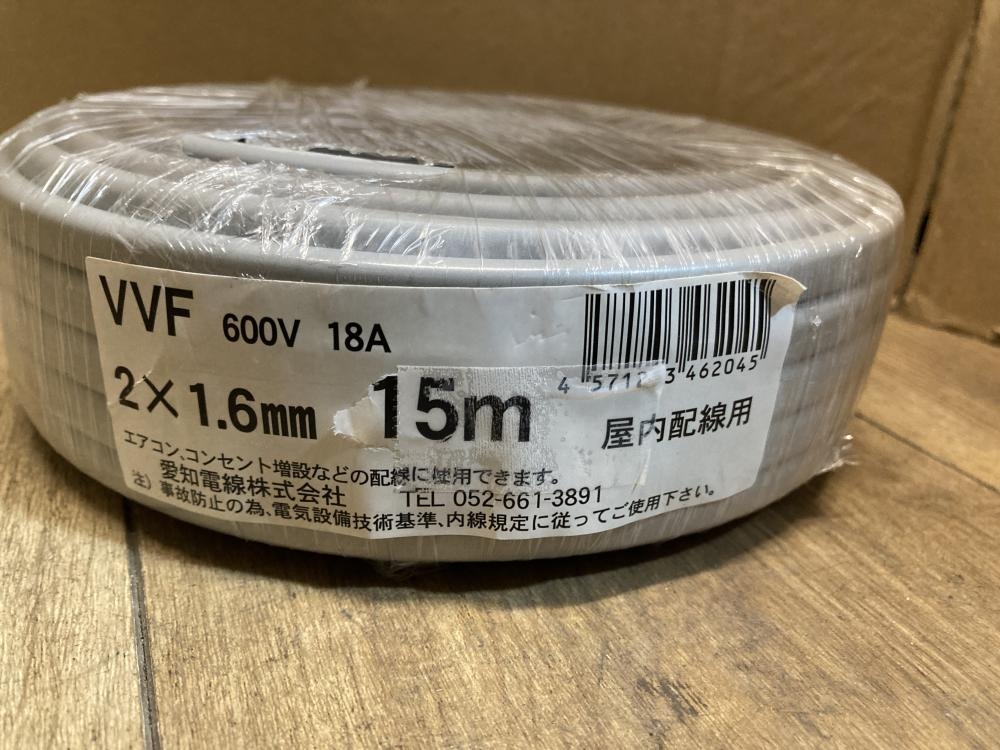 VVF 600V 18A
2×1.6mm 15m 屋内配線用
エアコン、コンセント増設などの配線に使用できます。
愛知電線株式会社 TEL 052-661-3891
注) 事故防止の為、電気設備技術基準、内線規定に従ってご使用下さい。
4 5712 3 462045